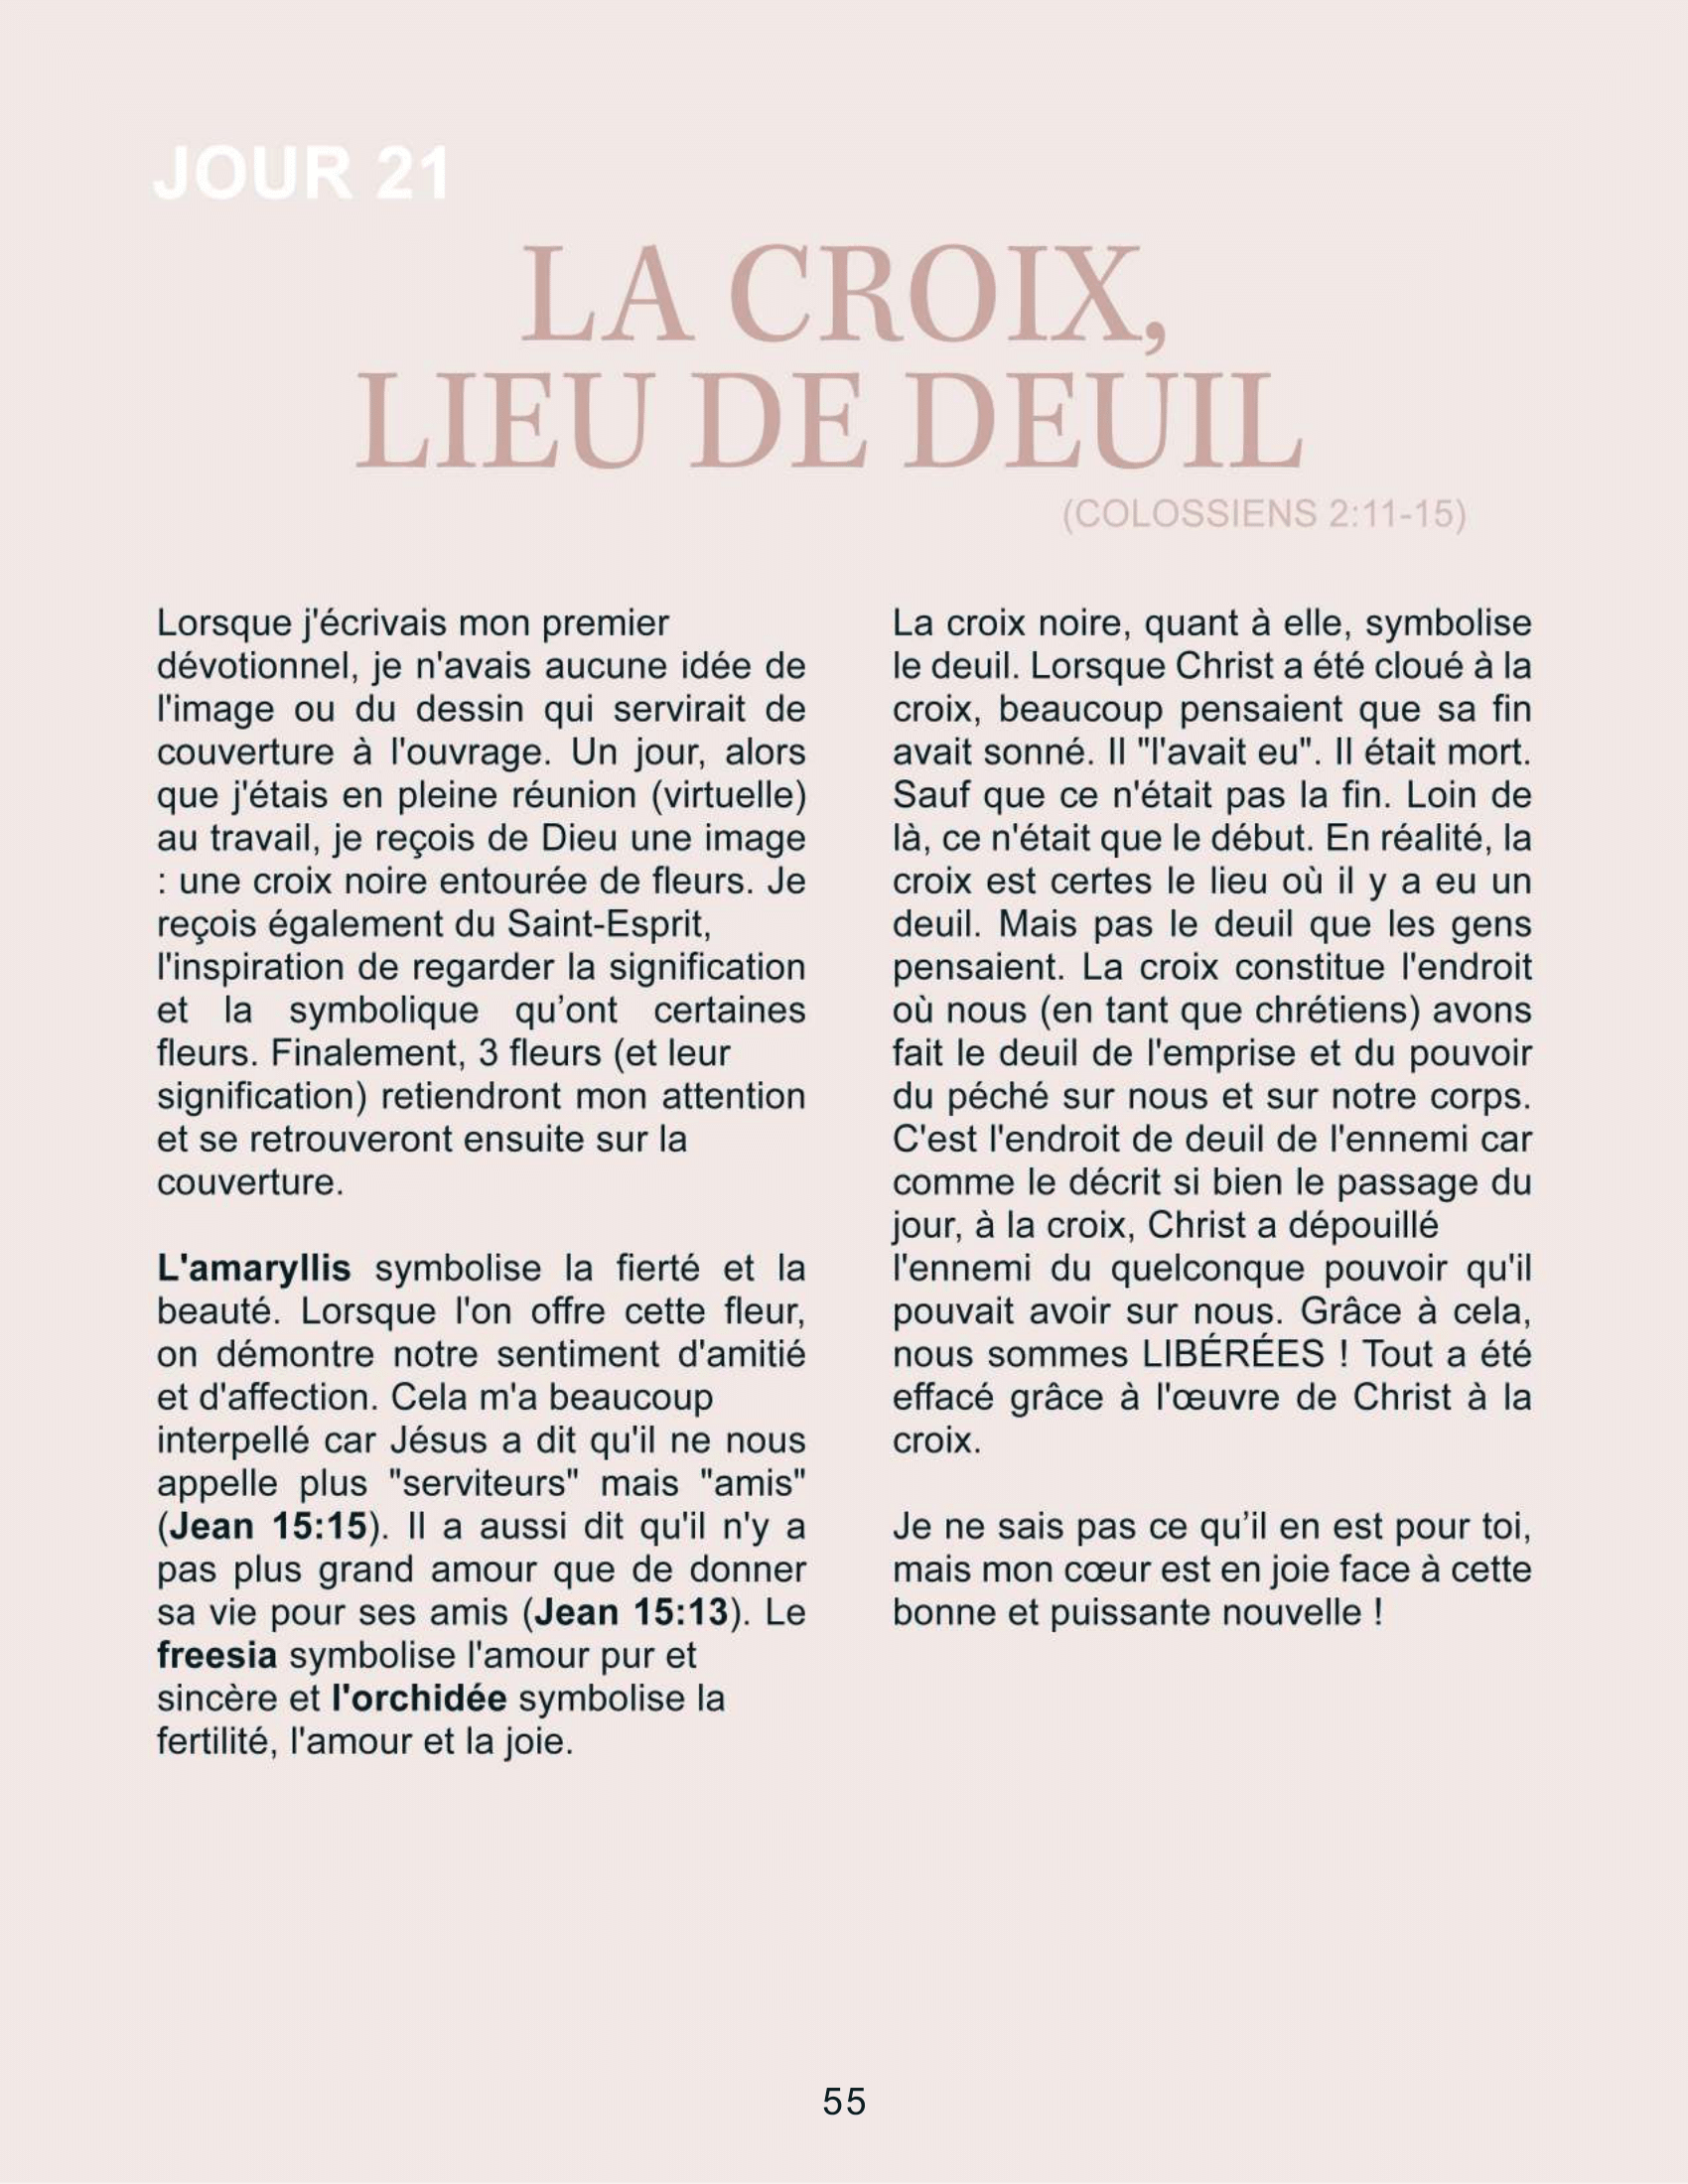 JOUR 21
LA CROIX,
LIEU DE DEUIL
(COLOSSIENS 2:11-15)
Lorsque j'écrivais mon premier
dévotionnel, je n'avais aucune idée de
l'image ou du dessin qui servirait de
couverture à l'ouvrage. Un jour, alors
que j'étais en pleine réunion (virtuelle)
au travail, je reçois de Dieu une image
: une croix noire entourée de fleurs. Je
reçois également du Saint-Esprit,
l'inspiration de regarder la signification
et la symbolique qu’ont certaines
fleurs. Finalement, 3 fleurs (et leur
signification) retiendront mon attention
et se retrouveront ensuite sur la
couverture.
L'amaryllis symbolise la fierté et la
beauté. Lorsque l'on offre cette fleur,
on démontre notre sentiment d'amitié
et d'affection. Cela m'a beaucoup
interpellé car Jésus a dit qu'il ne nous
appelle plus "serviteurs" mais "amis"
(Jean 15:15). Il a aussi dit qu'il n'y a
pas plus grand amour que de donner
sa vie pour ses amis (Jean 15:13). Le
freesia symbolise l'amour pur et
sincère et l'orchidée symbolise la
fertilité, l'amour et la joie.
La croix noire, quant à elle, symbolise
le deuil. Lorsque Christ a été cloué à la
croix, beaucoup pensaient que sa fin
avait sonné. Il "l'avait eu". Il était mort.
Sauf que ce n'était pas la fin. Loin de
là, ce n'était que le début. En réalité, la
croix est certes le lieu où il y a eu un
deuil. Mais pas le deuil que les gens
pensaient. La croix constitue l'endroit
où nous (en tant que chrétiens) avons
fait le deuil de l'emprise et du pouvoir
du péché sur nous et sur notre corps.
C'est l'endroit de deuil de l'ennemi car
comme le décrit si bien le passage du
jour, à la croix, Christ a dépouillé
l'ennemi du quelconque pouvoir qu'il
pouvait avoir sur nous. Grâce à cela,
nous sommes LIBÉRÉES ! Tout a été
effacé grâce à l'œuvre de Christ à la
croix.
Je ne sais pas ce qu’il en est pour toi,
mais mon cœur est en joie face à cette
bonne et puissante nouvelle !
55